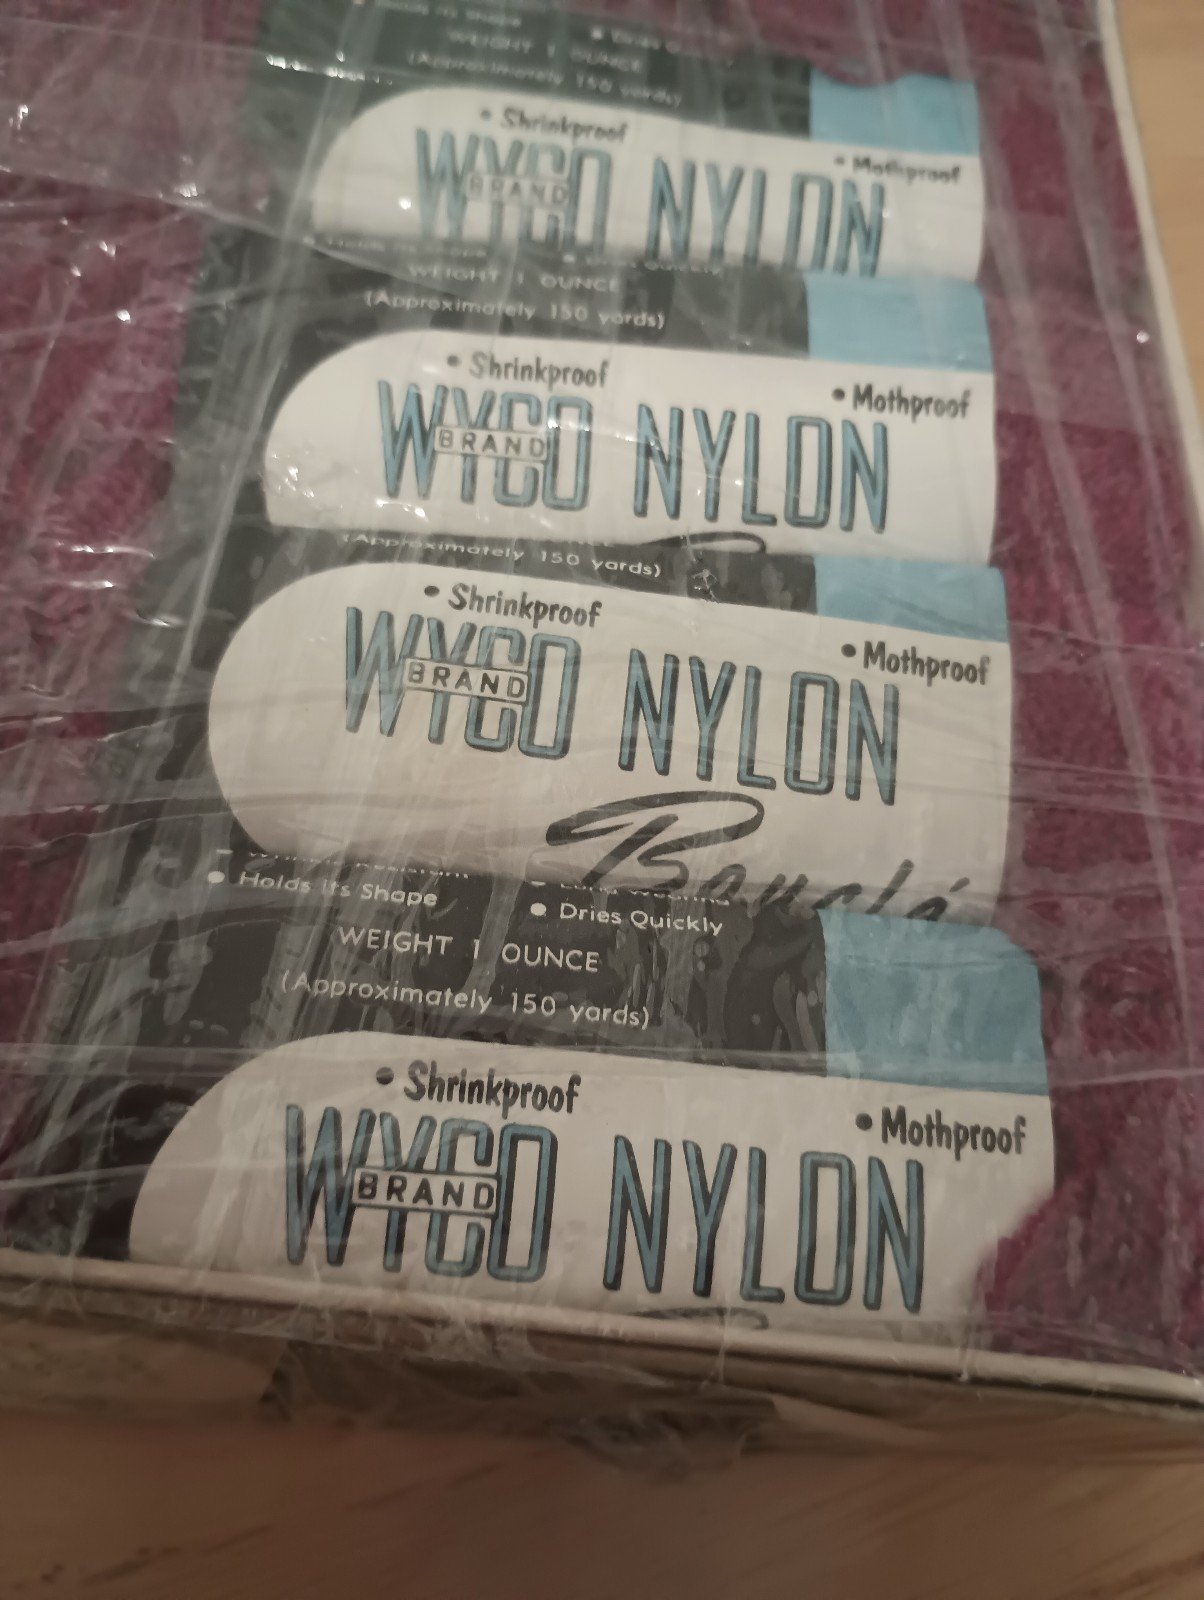 WEIGHT 1 OUNCE
(Approximately 150 yards)
• Shrinkproof
• Mothproof
WYCO NYLON
BRAND
Quickly
WEIGHT 1 OUNCE
(Approximately 150 yards)
• Shrinkproof
• Mothproof
WYCO NYLON
BRAND
(Approximately 150 yards)
• Shrinkproof
• Mothproof
WYCO NYLON
BRAND
Bouclé
• Holds its Shape
• Dries Quickly
WEIGHT 1 OUNCE
(Approximately 150 yards)
• Shrinkproof
• Mothproof
WYCO NYLON
BRAND